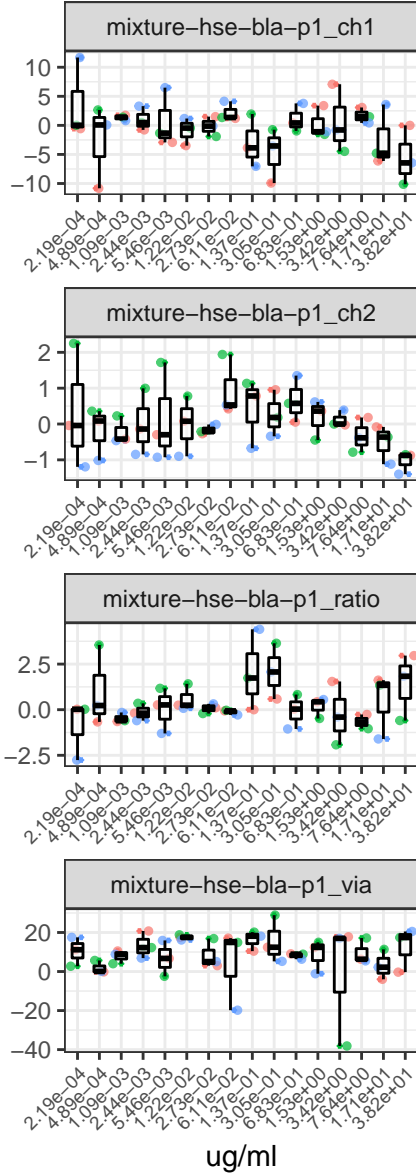 mixture−hse−bla−p1_ch1
10
5
0
−5
−10
2.19e−04
4.89e−04
1.09e−03
2.44e−03
5.46e−03
1.22e−02
2.73e−02
6.11e−02
1.37e−01
3.05e−01
6.83e−01
1.53e+00
3.42e+00
7.64e+00
1.71e+01
3.82e+01
mixture−hse−bla−p1_ch2
2
1
0
−1
2.19e−04
4.89e−04
1.09e−03
2.44e−03
5.46e−03
1.22e−02
2.73e−02
6.11e−02
1.37e−01
3.05e−01
6.83e−01
1.53e+00
3.42e+00
7.64e+00
1.71e+01
3.82e+01
mixture−hse−bla−p1_ratio
2.5
0.0
−2.5
2.19e−04
4.89e−04
1.09e−03
2.44e−03
5.46e−03
1.22e−02
2.73e−02
6.11e−02
1.37e−01
3.05e−01
6.83e−01
1.53e+00
3.42e+00
7.64e+00
1.71e+01
3.82e+01
mixture−hse−bla−p1_via
20
0
−20
−40
2.19e−04
4.89e−04
1.09e−03
2.44e−03
5.46e−03
1.22e−02
2.73e−02
6.11e−02
1.37e−01
3.05e−01
6.83e−01
1.53e+00
3.42e+00
7.64e+00
1.71e+01
3.82e+01
ug/ml